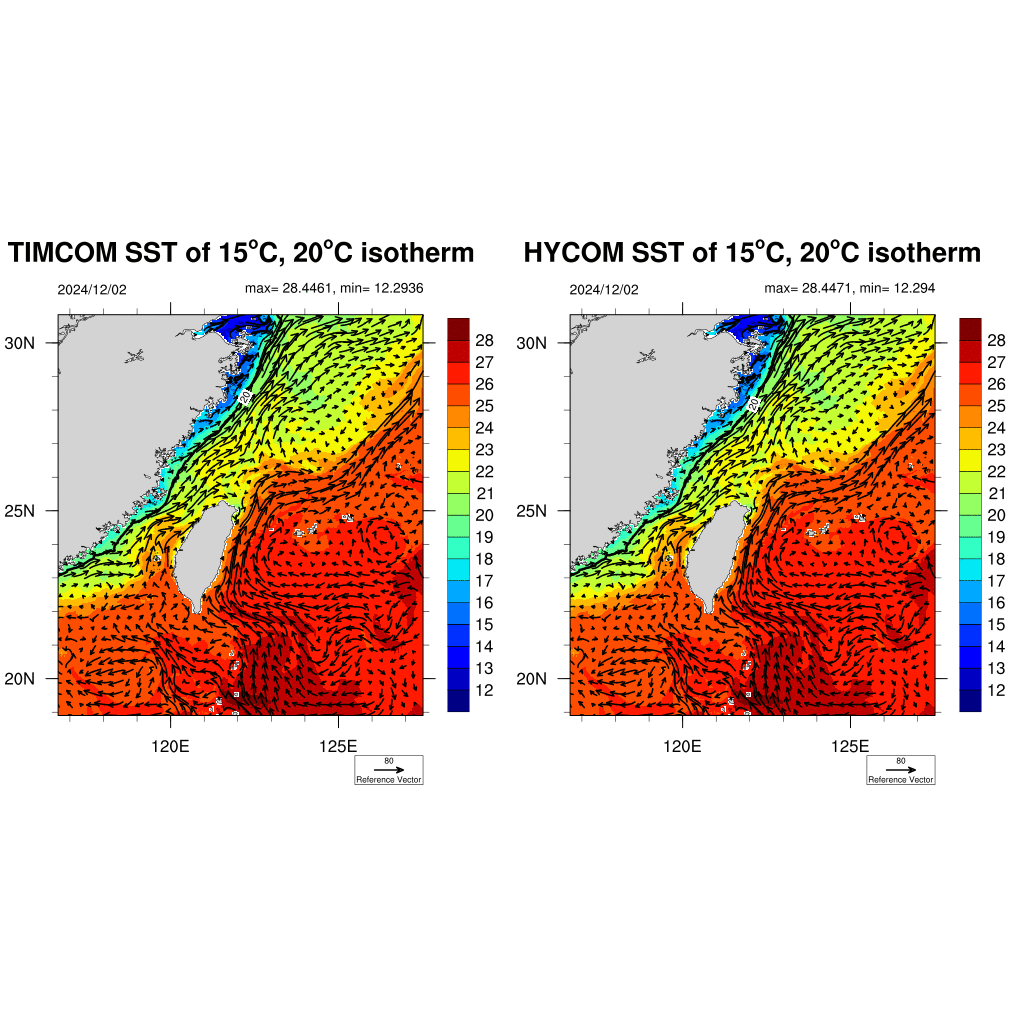 TIMCOM SST of 15°C, 20°C isotherm
2024/12/02
max= 28.4461, min= 12.2936
30N
25N
20N
120E
125E
20
28
27
26
25
24
23
22
21
20
19
18
17
16
15
14
13
12
80
Reference Vector
HYCOM SST of 15°C, 20°C isotherm
2024/12/02
max= 28.4471, min= 12.294
30N
25N
20N
120E
125E
20
28
27
26
25
24
23
22
21
20
19
18
17
16
15
14
13
12
80
Reference Vector